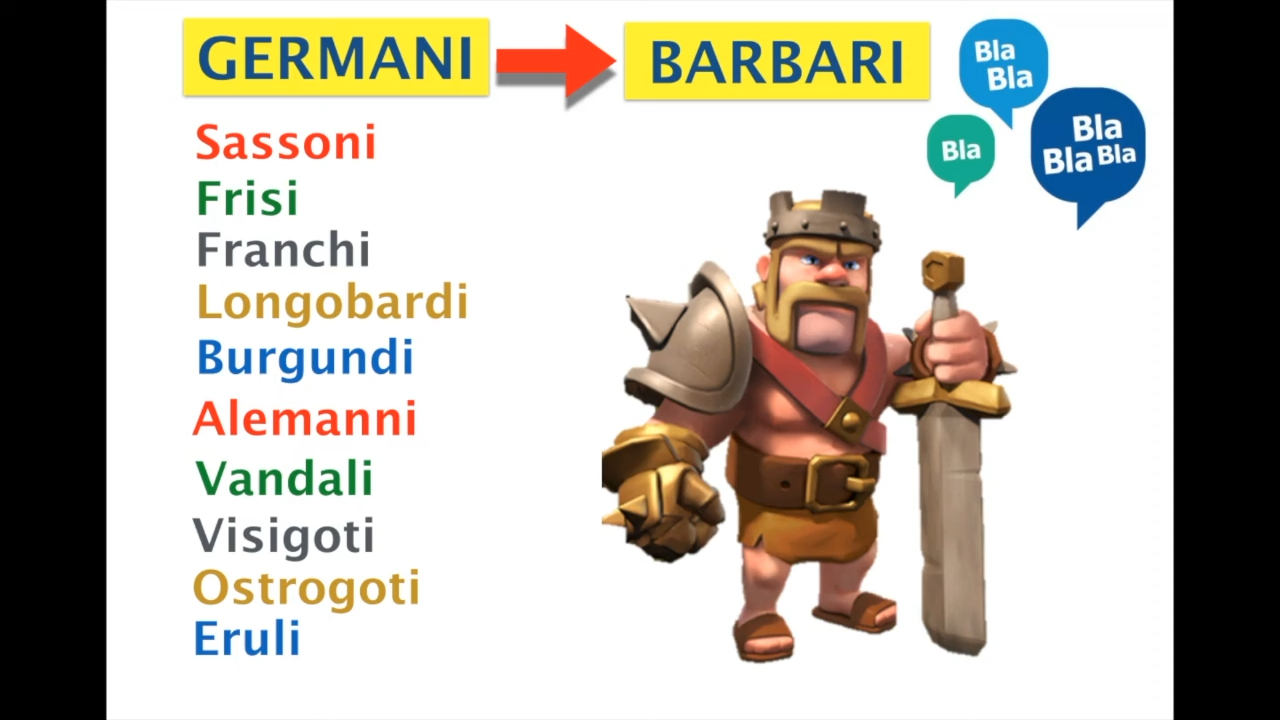 GERMANI
BARBARI
Bla
Bla
Bla
Bla
Bla Bla
Sassoni
Frisi
Franchi
Longobardi
Burgundi
Alemanni
Vandali
Visigoti
Ostrogoti
Eruli